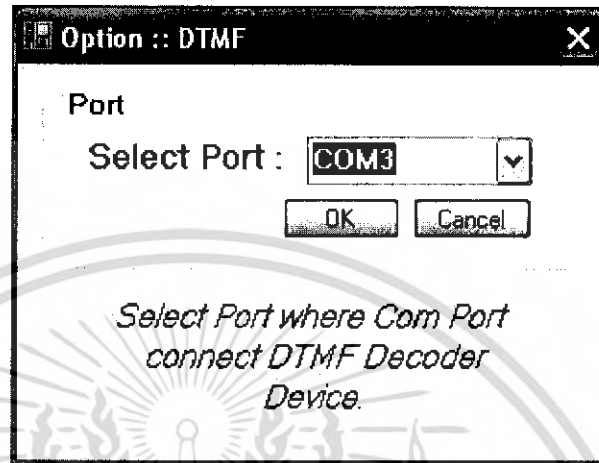 Option :: DTMF
Port
Select Port : COM3
OK Cancel
Select Port where Com Port
connect DTMF Decoder
Device.